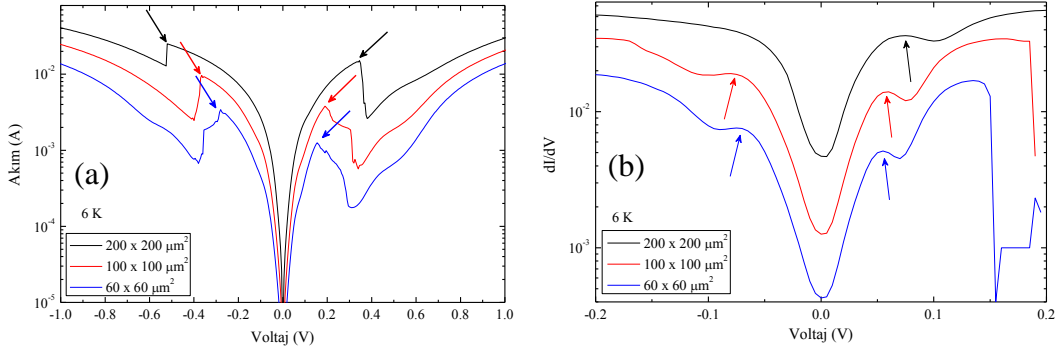 (a)
Akım (A)
10⁻²
10⁻³
10⁻⁴
10⁻⁵
6 K
200 x 200 µm²
100 x 100 µm²
60 x 60 µm²
-1.0 -0.8 -0.6 -0.4 -0.2 0.0 0.2 0.4 0.6 0.8 1.0
Voltaj (V)
(b)
dI/dV
10⁻²
10⁻³
6 K
200 x 200 µm²
100 x 100 µm²
60 x 60 µm²
-0.2 -0.1 0.0 0.1 0.2
Voltaj (V)